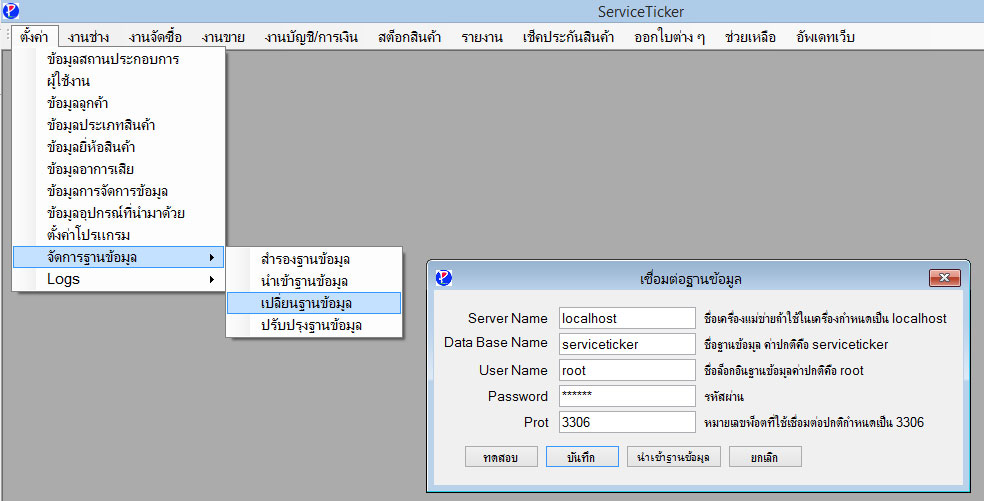 ServiceTicker
ตั้งค่า งานช่าง งานจัดซื้อ งานขาย งานบัญชี/การเงิน สต็อกสินค้า รายงาน เช็คประกันสินค้า ออกใบต่าง ๆ ช่วยเหลือ อัพเดทเว็บ
ข้อมูลสถานประกอบการ
ผู้ใช้งาน
ข้อมูลลูกค้า
ข้อมูลประเภทสินค้า
ข้อมูลยี่ห้อสินค้า
ข้อมูลอาการเสีย
ข้อมูลการจัดการข้อมูล
ข้อมูลอุปกรณ์ที่นำมาด้วย
ตั้งค่าโปรแกรม
จัดการฐานข้อมูล
Logs
สำรองฐานข้อมูล
นำเข้าฐานข้อมูล
เปลี่ยนฐานข้อมูล
ปรับปรุงฐานข้อมูล
เชื่อมต่อฐานข้อมูล
Server Name localhost ชื่อเครื่องแม่ข่ายถ้าใช้ในเครื่องกำหนดเป็น localhost
Data Base Name serviceticker ชื่อฐานข้อมูล ค่าปกติคือ serviceticker
User Name root ชื่อล็อกอินฐานข้อมูลค่าปกติคือ root
Password ****** รหัสผ่าน
Prot 3306 หมายเลขพ็อตที่ใช้เชื่อมต่อปกติกำหนดเป็น 3306
ทดสอบ บันทึก นำเข้าฐานข้อมูล ยกเลิก